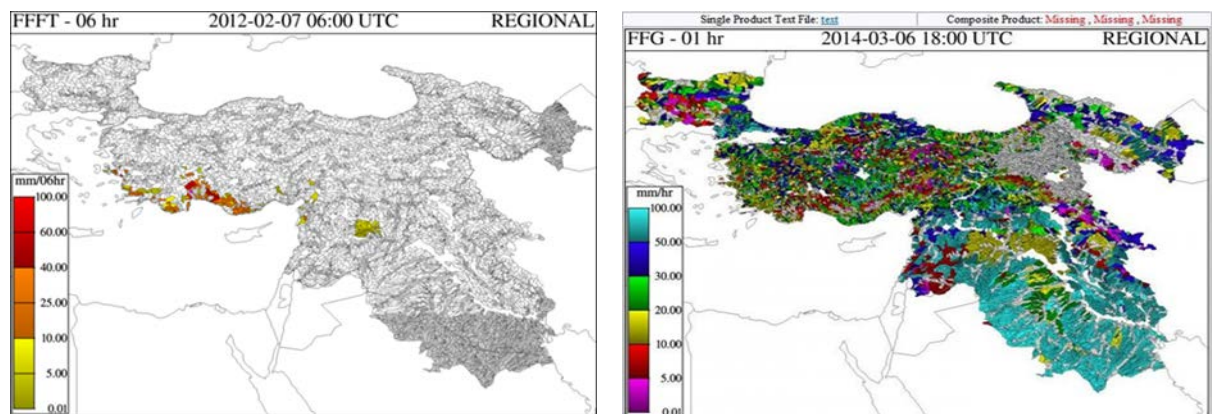 FFFT - 06 hr 2012-02-07 06:00 UTC REGIONAL
mm/06hr
100.00
60.00
40.00
25.00
10.00
5.00
0.01
Single Product Text File: text Composite Product: Missing , Missing , Missing
FFG - 01 hr 2014-03-06 18:00 UTC REGIONAL
mm/hr
100.00
50.00
30.00
20.00
10.00
5.00
0.01